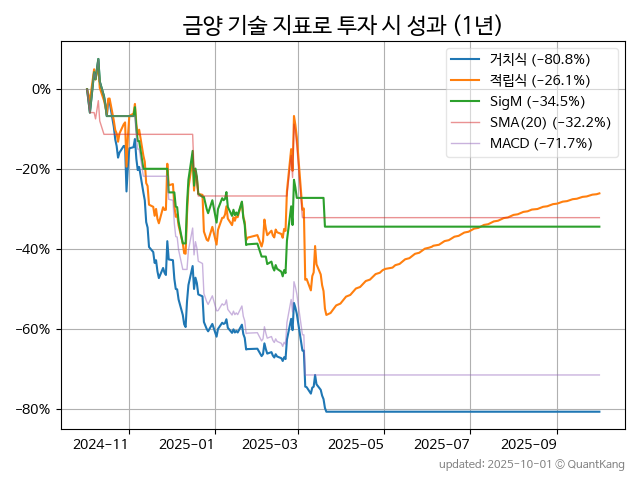 금양 기술 지표로 투자 시 성과 (1년)
거치식 (−80.8%)
적립식 (−26.1%)
SigM (−34.5%)
SMA(20) (−32.2%)
MACD (−71.7%)
0%
−20%
−40%
−60%
−80%
2024-11 2025-01 2025-03 2025-05 2025-07 2025-09
updated: 2025-10-01 © QuantKang